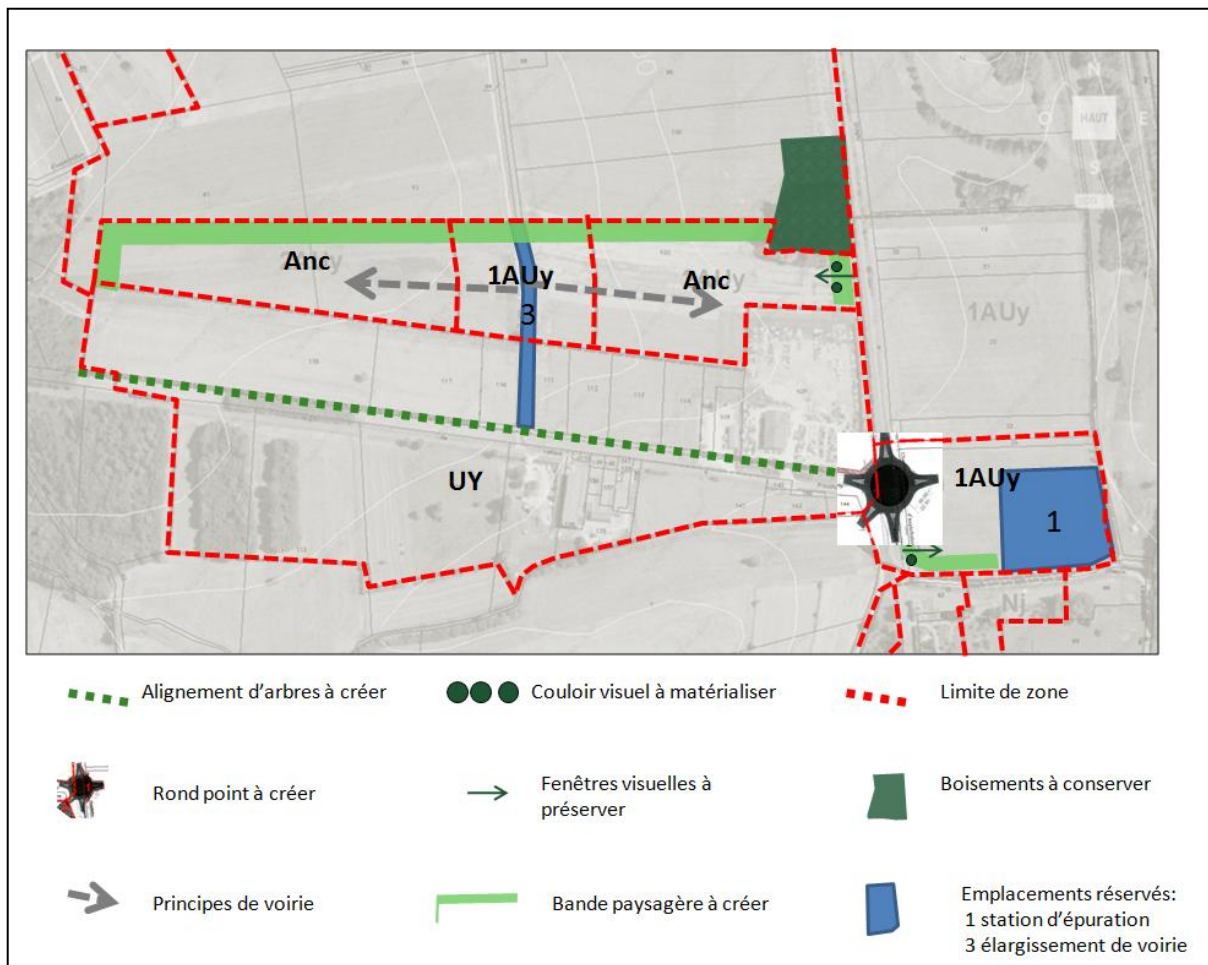 N
O
HAUT
E
S
Anc
1AUy
Anc
3
1AUy
UY
1AUy
1
Nj
Alignement d'arbres à créer
Couloir visuel à matérialiser
Limite de zone
Rond point à créer
Fenêtres visuelles à
préserver
Boisements à conserver
Principes de voirie
Bande paysagère à créer
Emplacements réservés:
1 station d'épuration
3 élargissement de voirie